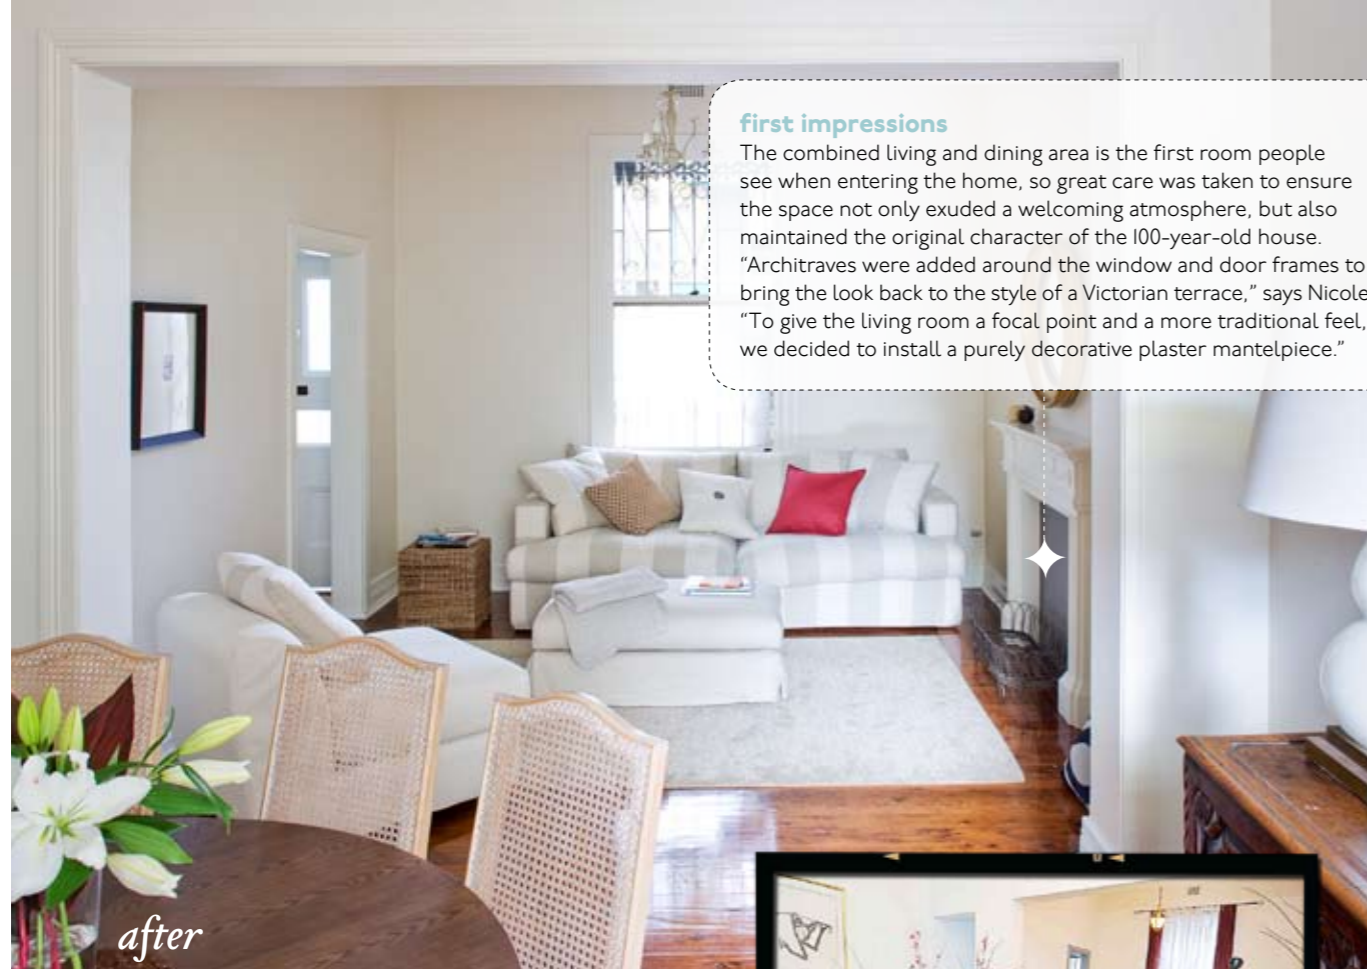 first impressions
The combined living and dining area is the first room people
see when entering the home, so great care was taken to ensure
the space not only exuded a welcoming atmosphere, but also
maintained the original character of the 100-year-old house.
“Architraves were added around the window and door frames to
bring the look back to the style of a Victorian terrace,” says Nicole
“To give the living room a focal point and a more traditional feel,
we decided to install a purely decorative plaster mantelpiece.”
after